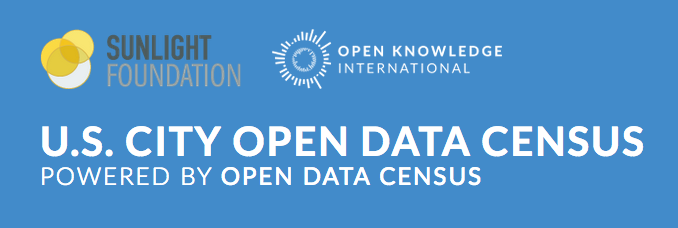 SUNLIGHT
FOUNDATION
OPEN KNOWLEDGE
INTERNATIONAL
U.S. CITY OPEN DATA CENSUS
POWERED BY OPEN DATA CENSUS